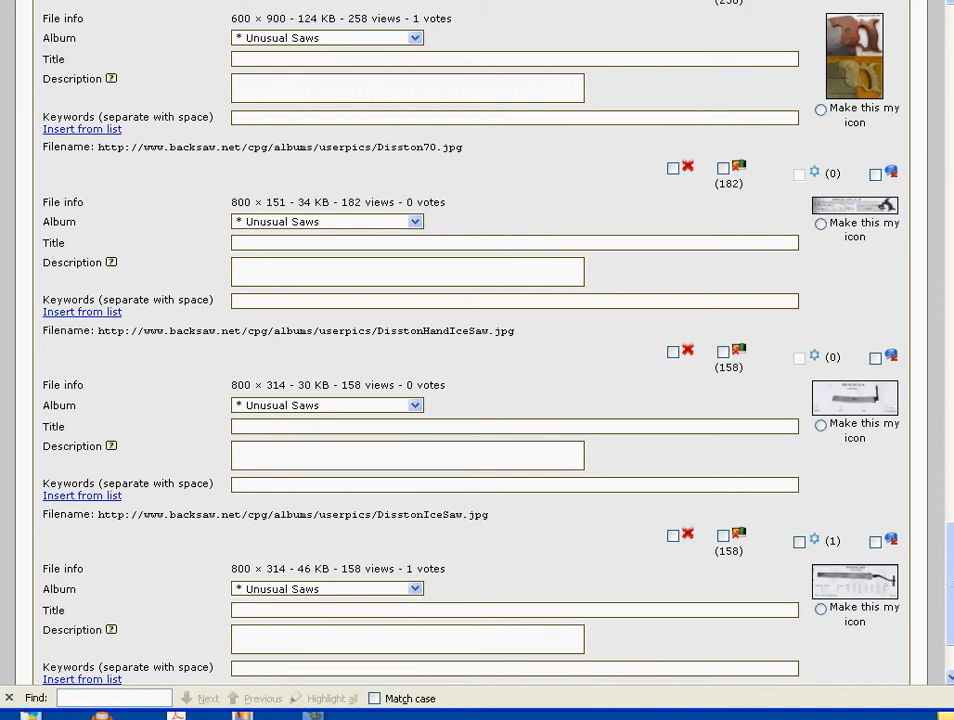 File info 600 × 900 - 124 KB - 258 views - 1 votes
Album * Unusual Saws
Title
Description ?
Make this my icon
Keywords (separate with space)
Insert from list
Filename: http://www.backsaw.net/cpg/albums/userpics/Disston70.jpg
(182) (0)
File info 800 × 151 - 34 KB - 182 views - 0 votes
Album * Unusual Saws
Make this my icon
Title
Description ?
Keywords (separate with space)
Insert from list
Filename: http://www.backsaw.net/cpg/albums/userpics/DisstonHandIceSaw.jpg
(158) (0)
File info 800 × 314 - 30 KB - 158 views - 0 votes
Album * Unusual Saws
Title
Make this my icon
Description ?
Keywords (separate with space)
Insert from list
Filename: http://www.backsaw.net/cpg/albums/userpics/DisstonIceSaw.jpg
(158) (1)
File info 800 × 314 - 46 KB - 158 views - 1 votes
Album * Unusual Saws
Title
Make this my icon
Description ?
Keywords (separate with space)
Insert from list
Find: Next Previous Highlight all Match case